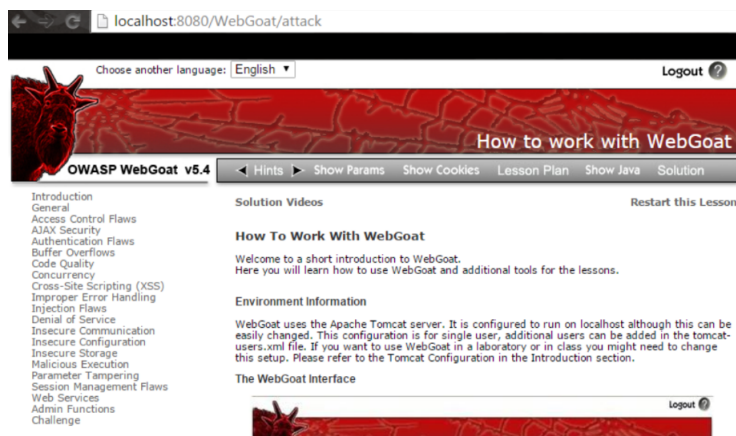 localhost:8080/WebGoat/attack
Choose another language: English
Logout ?
How to work with WebGoat
OWASP WebGoat v5.4
Hints Show Params Show Cookies Lesson Plan Show Java Solution
Introduction
General
Access Control Flaws
AJAX Security
Authentication Flaws
Buffer Overflows
Code Quality
Concurrency
Cross-Site Scripting (XSS)
Improper Error Handling
Injection Flaws
Denial of Service
Insecure Communication
Insecure Configuration
Insecure Storage
Malicious Execution
Parameter Tampering
Session Management Flaws
Web Services
Admin Functions
Challenge
Solution Videos Restart this Lesson
How To Work With WebGoat
Welcome to a short introduction to WebGoat.
Here you will learn how to use WebGoat and additional tools for the lessons.
Environment Information
WebGoat uses the Apache Tomcat server. It is configured to run on localhost although this can be
easily changed. This configuration is for single user, additional users can be added in the tomcat-
users.xml file. If you want to use WebGoat in a laboratory or in class you might need to change
this setup. Please refer to the Tomcat Configuration in the Introduction section.
The WebGoat Interface
Logout ?